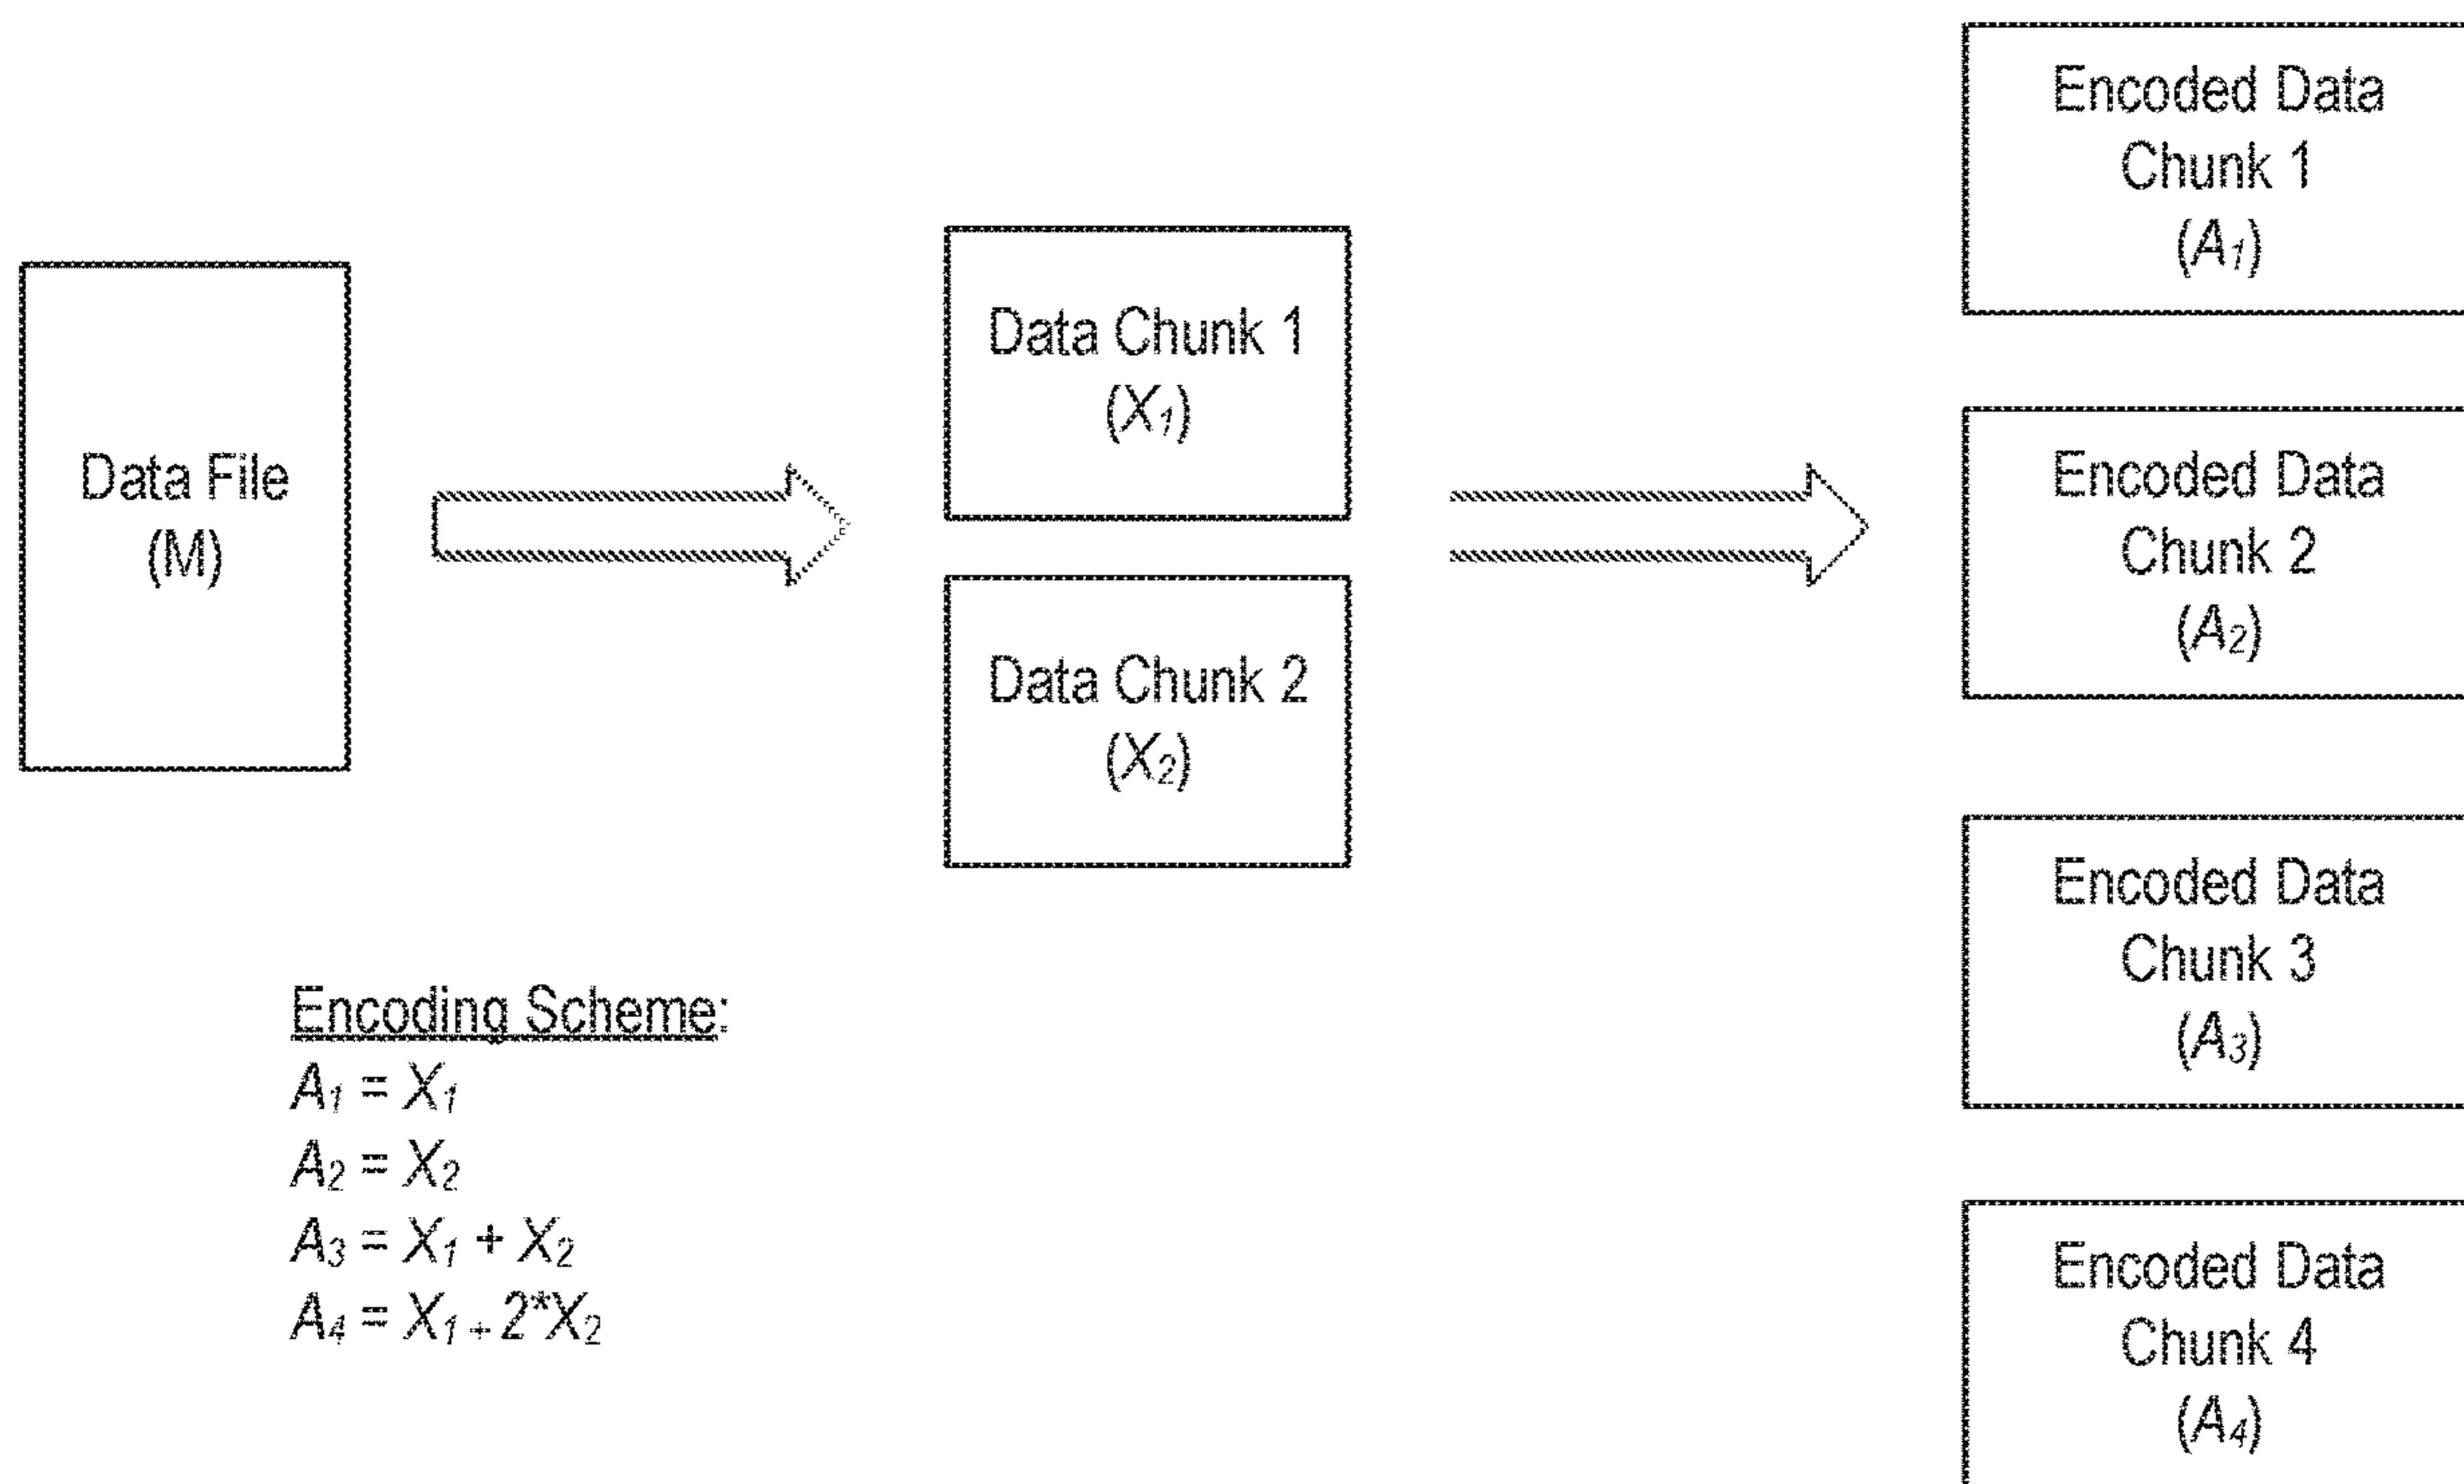 Data File
(M)
Data Chunk 1
(X₁)
Data Chunk 2
(X₂)
Encoded Data
Chunk 1
(A₁)
Encoded Data
Chunk 2
(A₂)
Encoded Data
Chunk 3
(A₃)
Encoded Data
Chunk 4
(A₄)
Encoding Scheme:
A₁ = X₁
A₂ = X₂
A₃ = X₁ + X₂
A₄ = X₁ + 2*X₂